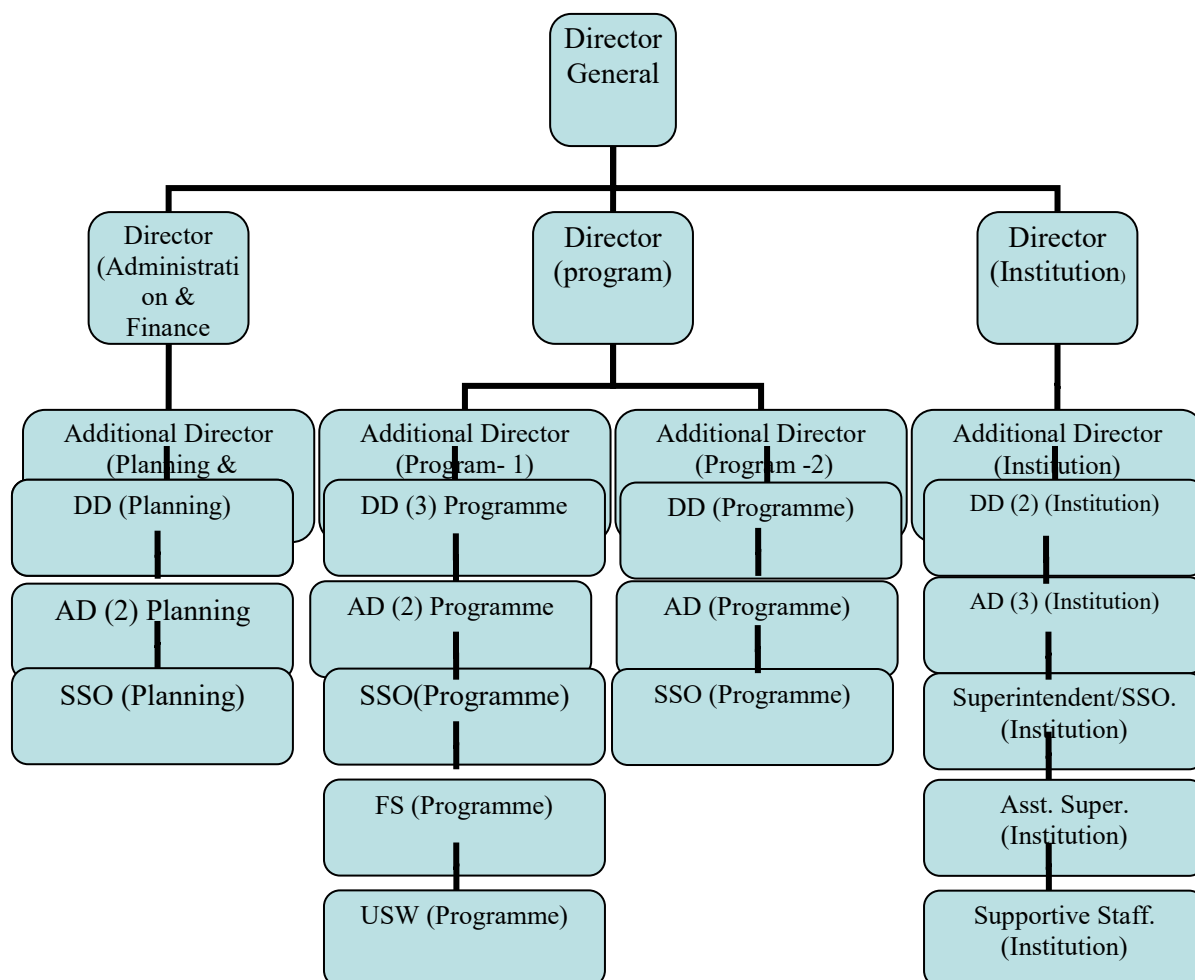 Director
General
Director
(Administrati
on &
Finance
Director
(program)
Director
(Institution)
Additional Director
(Planning &
DD (Planning)
AD (2) Planning
SSO (Planning)
Additional Director
(Program- 1)
DD (3) Programme
AD (2) Programme
SSO(Programme)
FS (Programme)
USW (Programme)
Additional Director
(Program -2)
DD (Programme)
AD (Programme)
SSO (Programme)
Additional Director
(Institution)
DD (2) (Institution)
AD (3) (Institution)
Superintendent/SSO.
(Institution)
Asst. Super.
(Institution)
Supportive Staff.
(Institution)